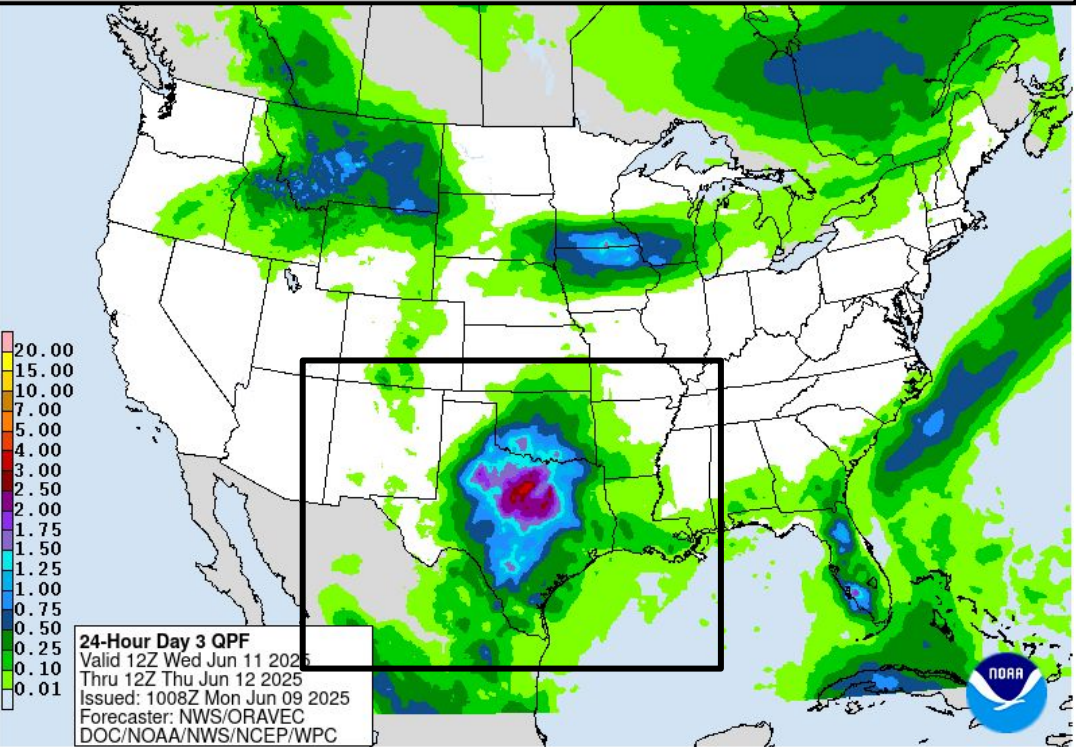 20.00
15.00
10.00
7.00
5.00
4.00
3.00
2.50
2.00
1.75
1.50
1.25
1.00
0.75
0.50
0.25
0.10
0.01
24-Hour Day 3 QPF
Valid 12Z Wed Jun 11 2025
Thru 12Z Thu Jun 12 2025
Issued: 1008Z Mon Jun 09 2025
Forecaster: NWS/ORAVEC
DOC/NOAA/NWS/NCEP/WPC
NOAA